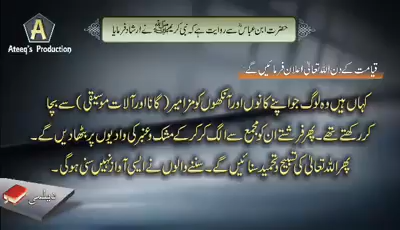 Ateeq's Production
حضرت ابن عباسؓ سے روایت ہے کہ نبی کریم ﷺ نے ارشاد فرمایا
قیامت کے دن اللہ تعالیٰ اعلان فرمائیں گے
کہاں ہیں وہ لوگ جو اپنے کانوں اور آنکھوں کو مزامیر (گانا اور آلات موسیقی) سے بچا
کر رکھتے تھے۔ پھر فرشتے ان کو مجمع سے الگ کر کے مشک و عنبر کی وادیوں پر بٹھا دیں گے۔
پھر اللہ تعالیٰ کی تسبیح و تحمید سنائیں گے۔ سننے والوں نے ایسی آواز نہیں سنی ہوگی۔
دیلمی